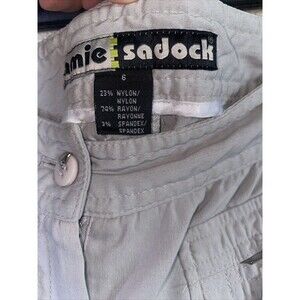 amie sadock
6
23% NYLON/
NYLON
74% RAYON/
RAYONNE
3% SPANDEX/
SPANDEX